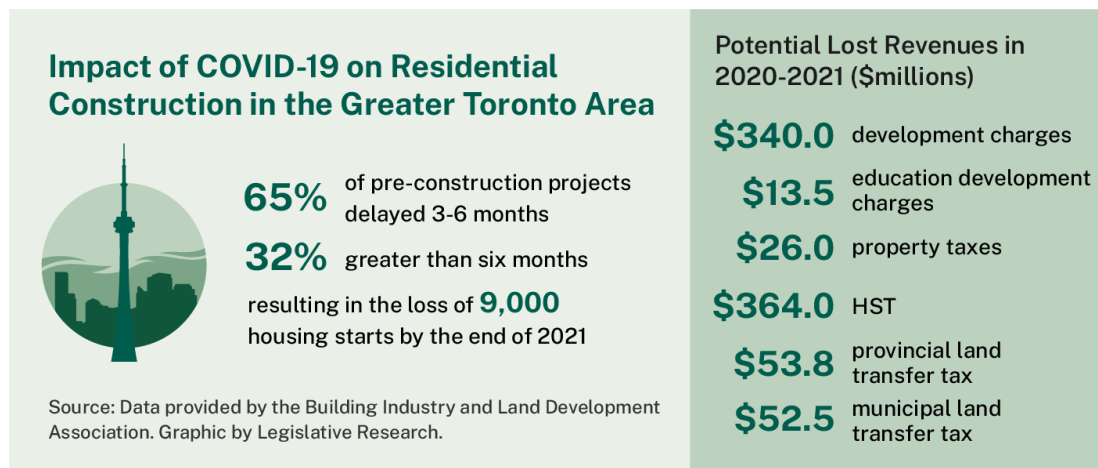 Impact of COVID-19 on Residential
Construction in the Greater Toronto Area
65% of pre-construction projects
delayed 3-6 months
32% greater than six months
resulting in the loss of 9,000
housing starts by the end of 2021
Source: Data provided by the Building Industry and Land Development
Association. Graphic by Legislative Research.
Potential Lost Revenues in
2020-2021 ($millions)
$340.0 development charges
$13.5 education development
charges
$26.0 property taxes
$364.0 HST
$53.8 provincial land
transfer tax
$52.5 municipal land
transfer tax